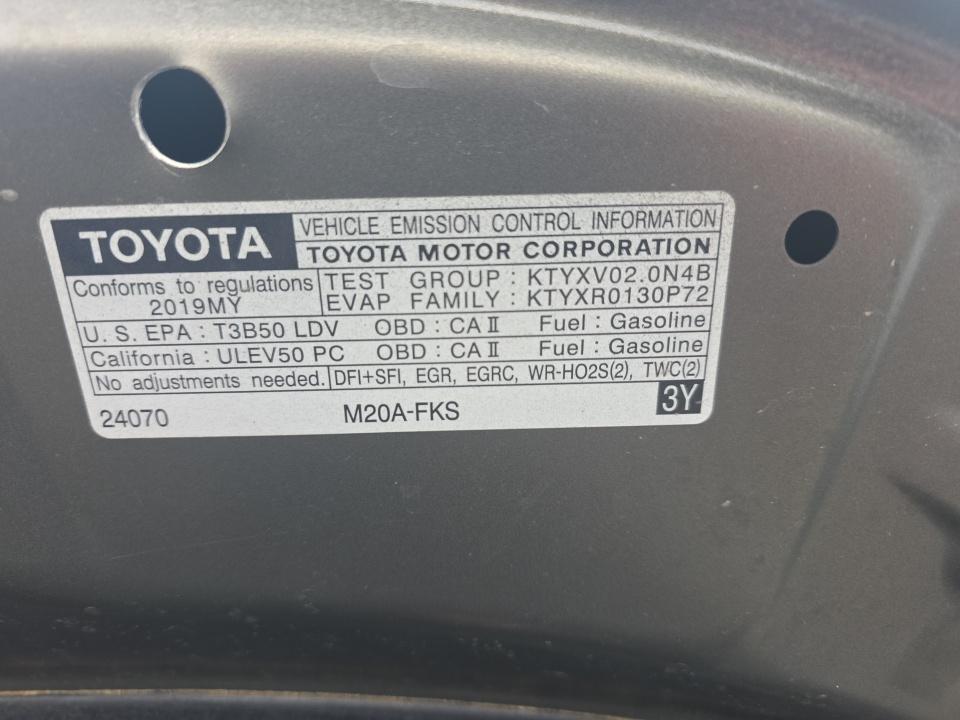 TOYOTA
VEHICLE EMISSION CONTROL INFORMATION
TOYOTA MOTOR CORPORATION
Conforms to regulations
2019MY
TEST GROUP : KTYXV02.0N4B
EVAP FAMILY : KTYXR0130P72
U.S. EPA : T3B50 LDV OBD : CA II Fuel : Gasoline
California : ULEV50 PC OBD : CA II Fuel : Gasoline
No adjustments needed. DFI+SFI, EGR, EGRC, WR-HO2S(2), TWC(2)
24070 M20A-FKS 3Y